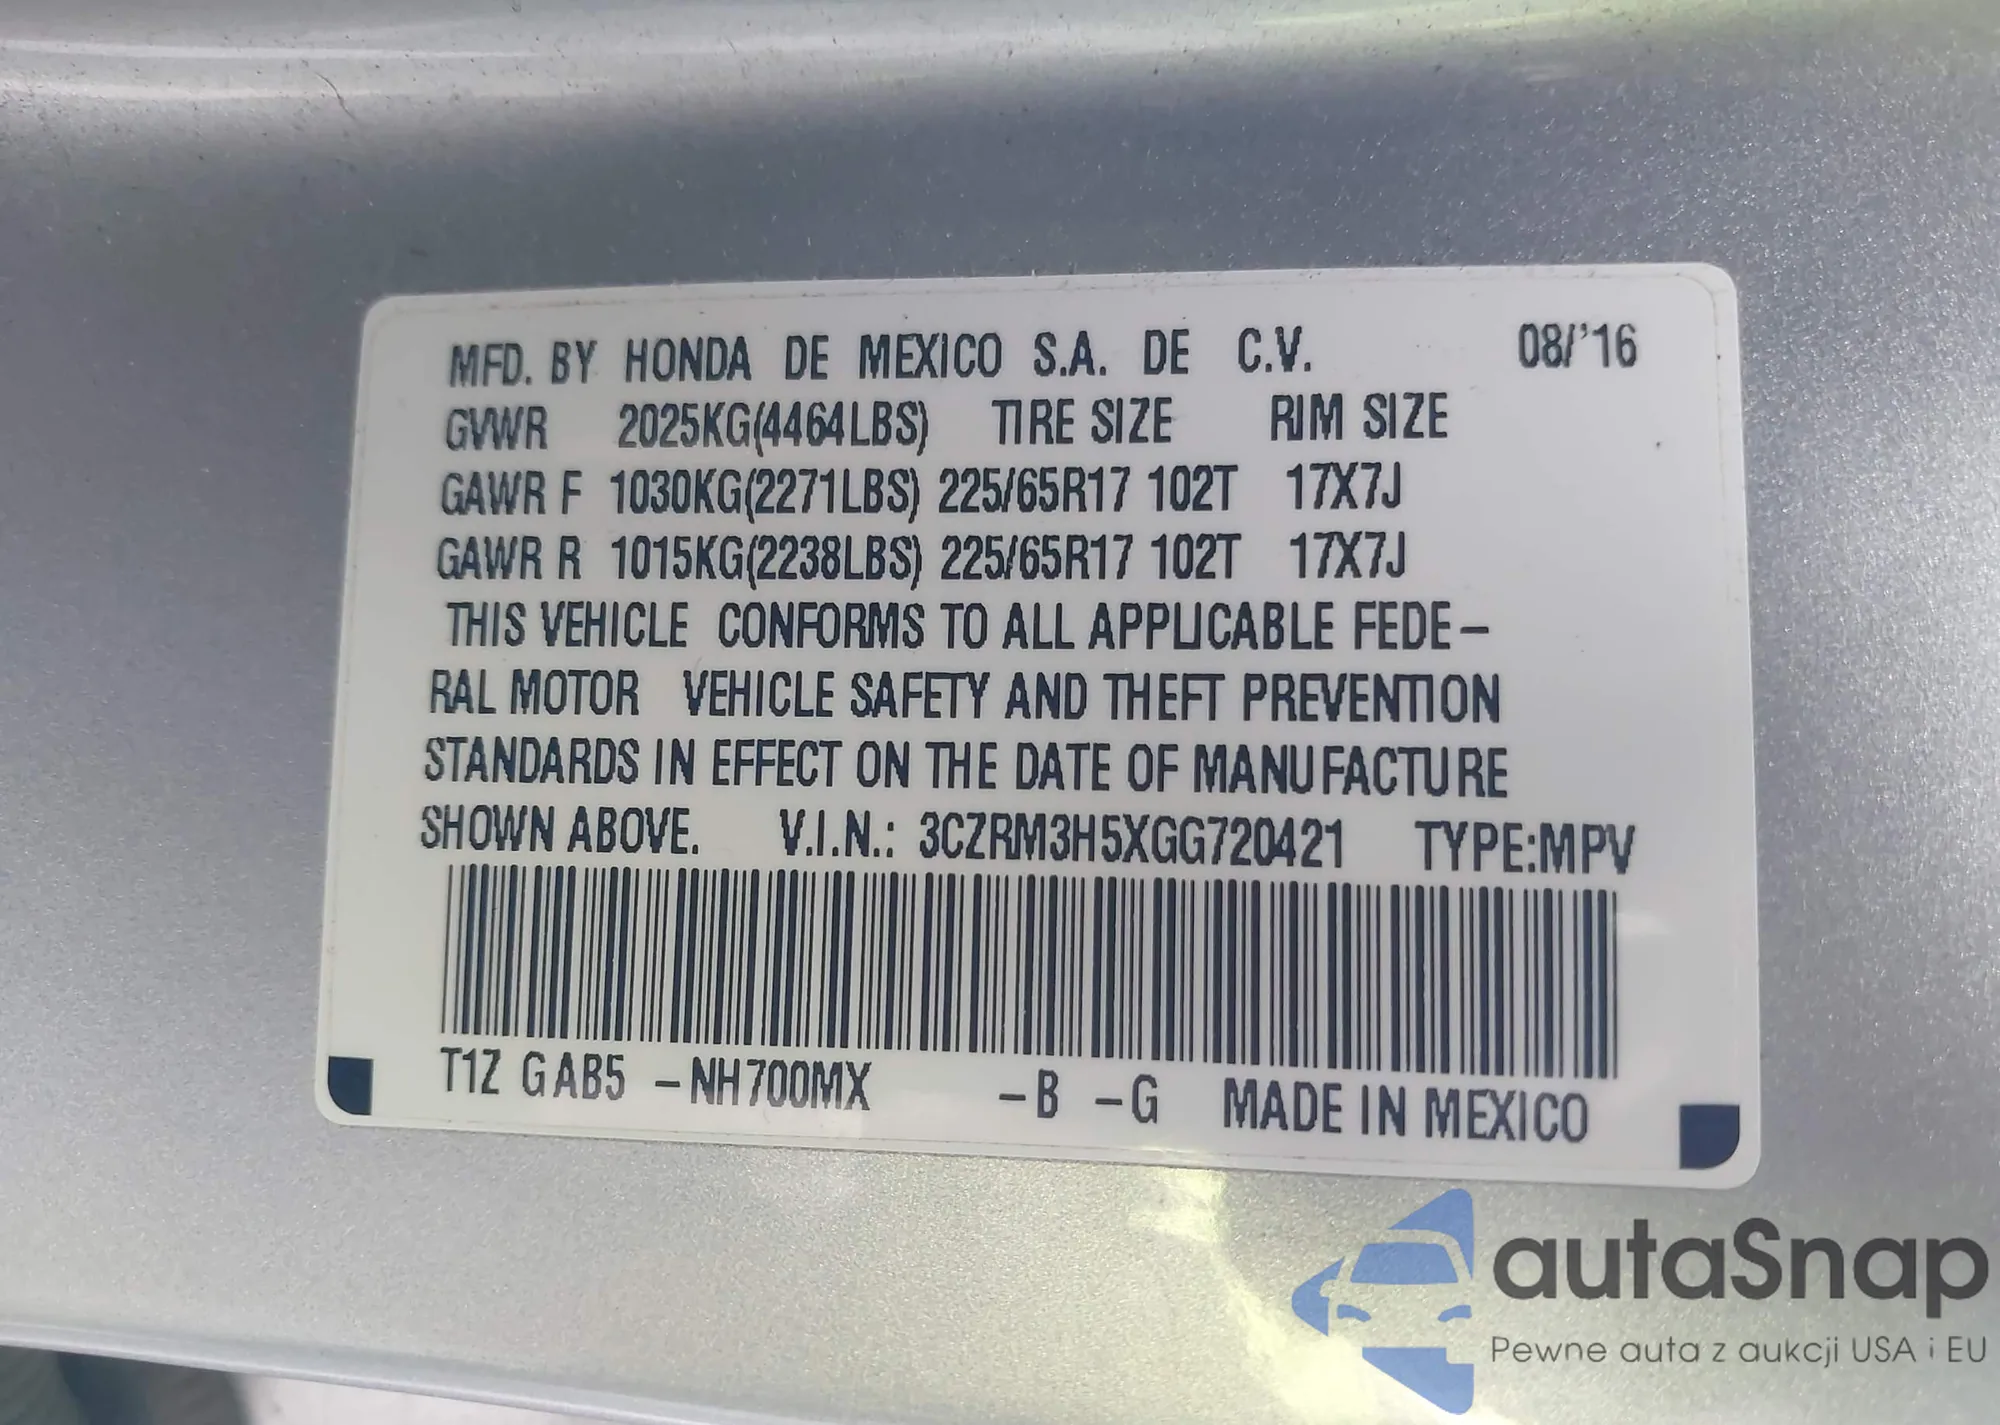 MFD. BY HONDA DE MEXICO S.A. DE C.V. 08/'16
GVWR 2025KG(4464LBS) TIRE SIZE RIM SIZE
GAWR F 1030KG(2271LBS) 225/65R17 102T 17X7J
GAWR R 1015KG(2238LBS) 225/65R17 102T 17X7J
THIS VEHICLE CONFORMS TO ALL APPLICABLE FEDE-
RAL MOTOR VEHICLE SAFETY AND THEFT PREVENTION
STANDARDS IN EFFECT ON THE DATE OF MANUFACTURE
SHOWN ABOVE. V.I.N.: 3CZRM3H5XGG720421 TYPE:MPV
T1Z GAB5 -NH700MX -B -G MADE IN MEXICO
autaSnap
Pewne auta z aukcji USA i EU